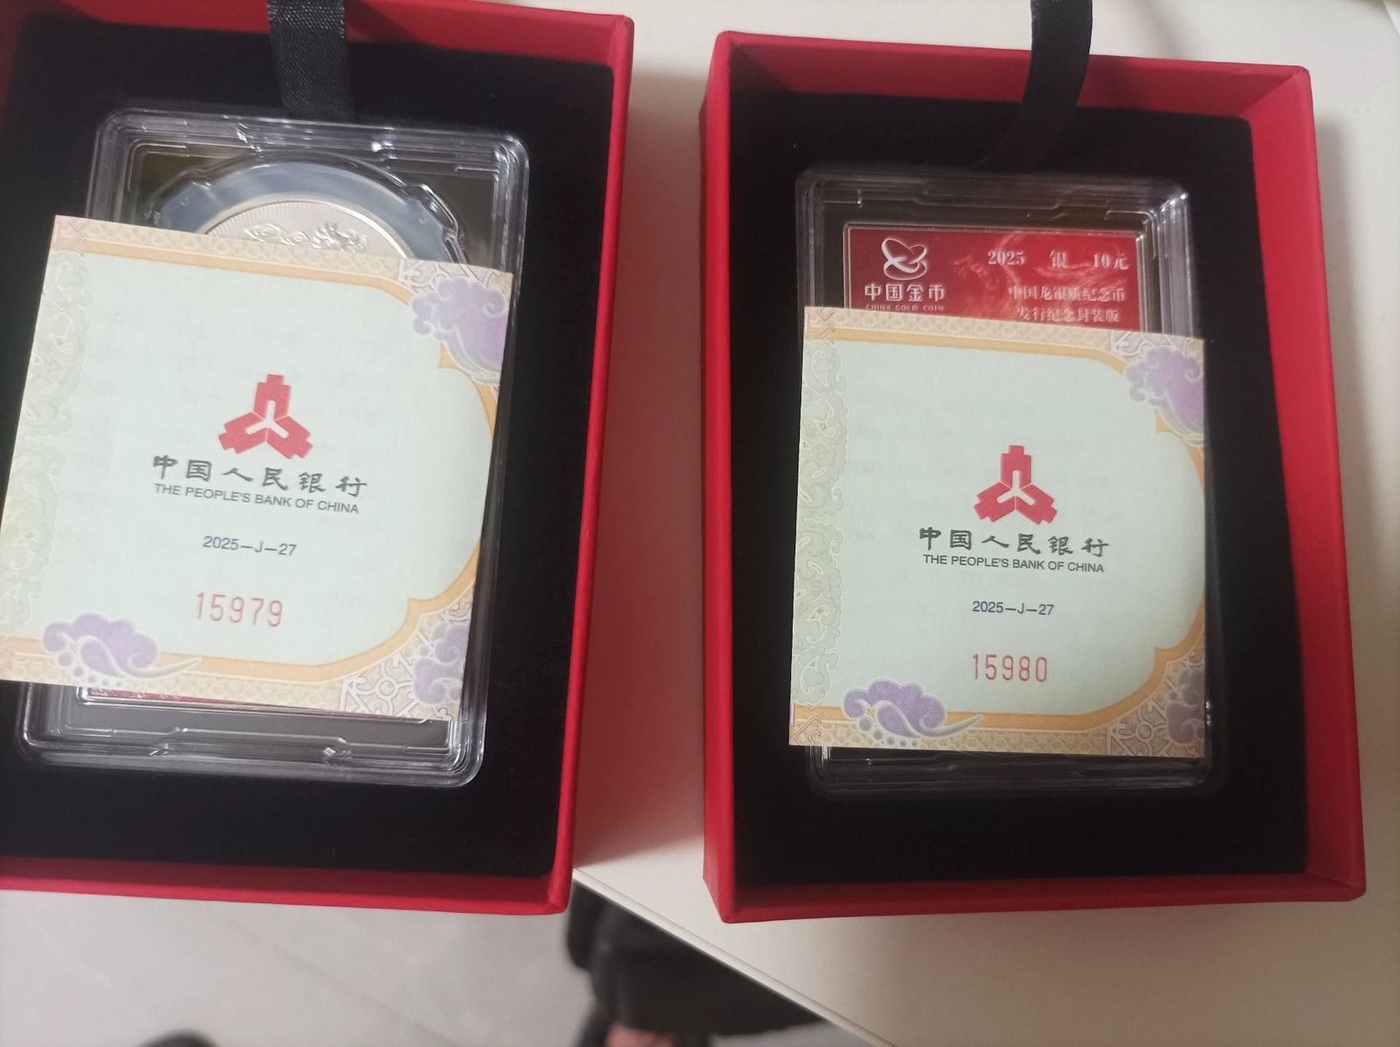 中国人民银行
THE PEOPLE'S BANK OF CHINA
2025—J—27
15979
中国金币
CHINA GOLD COIN
2025 银 10元
中国龙银质纪念币
发行纪念封装版
中国人民银行
THE PEOPLE'S BANK OF CHINA
2025—J—27
15980